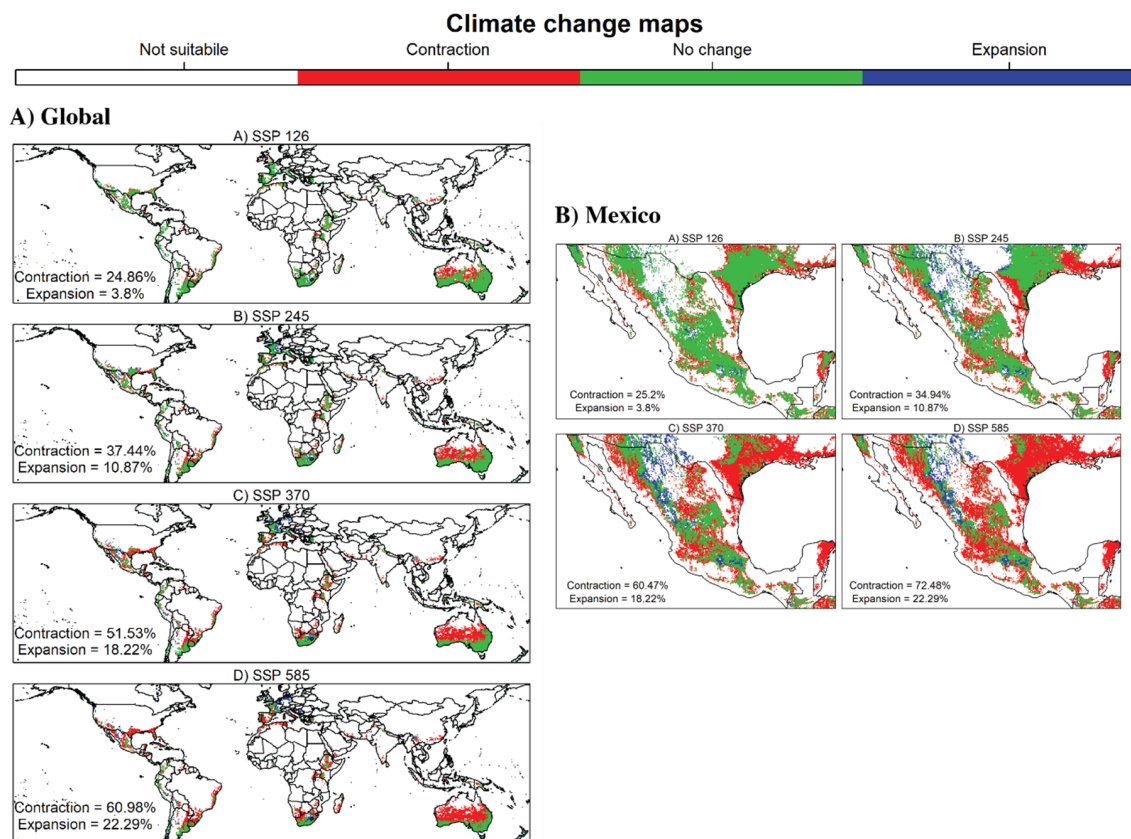 Climate change maps
Not suitabile Contraction No change Expansion
A) Global
A) SSP 126
Contraction = 24.86%
Expansion = 3.8%
B) SSP 245
Contraction = 37.44%
Expansion = 10.87%
C) SSP 370
Contraction = 51.53%
Expansion = 18.22%
D) SSP 585
Contraction = 60.98%
Expansion = 22.29%
B) Mexico
A) SSP 126
Contraction = 25.2%
Expansion = 3.8%
B) SSP 245
Contraction = 34.94%
Expansion = 10.87%
C) SSP 370
Contraction = 60.47%
Expansion = 18.22%
D) SSP 585
Contraction = 72.48%
Expansion = 22.29%